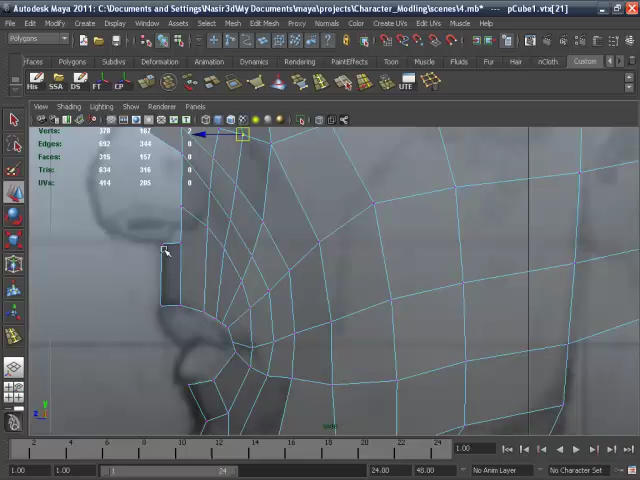 Autodesk Maya 2011: C:\Documents and Settings\Nasir3d\My Documents\maya\projects\Character_Modling\scenes\4.mb* --- pCube1.vtx[21]
File Edit Modify Create Display Window Assets Select Mesh Edit Mesh Proxy Normals Color Create UVs Edit UVs Muscle Help
Polygons
Faces Polygons Subdivs Deformation Animation Dynamics Rendering PaintEffects Toon Muscle Fluids Fur Hair nCloth Custom
His SSA DS FT CP UTE
View Shading Lighting Show Renderer Panels
Verts: 378 187 2
Edges: 692 344 0
Faces: 315 157 0
Tris: 634 316 0
UVs: 414 205 0
y
z
side
2 4 6 8 10 12 14 16 18 20 22 24 1.00
1.00 1.00 1 24 24.00 48.00 No Anim Layer No Character Set